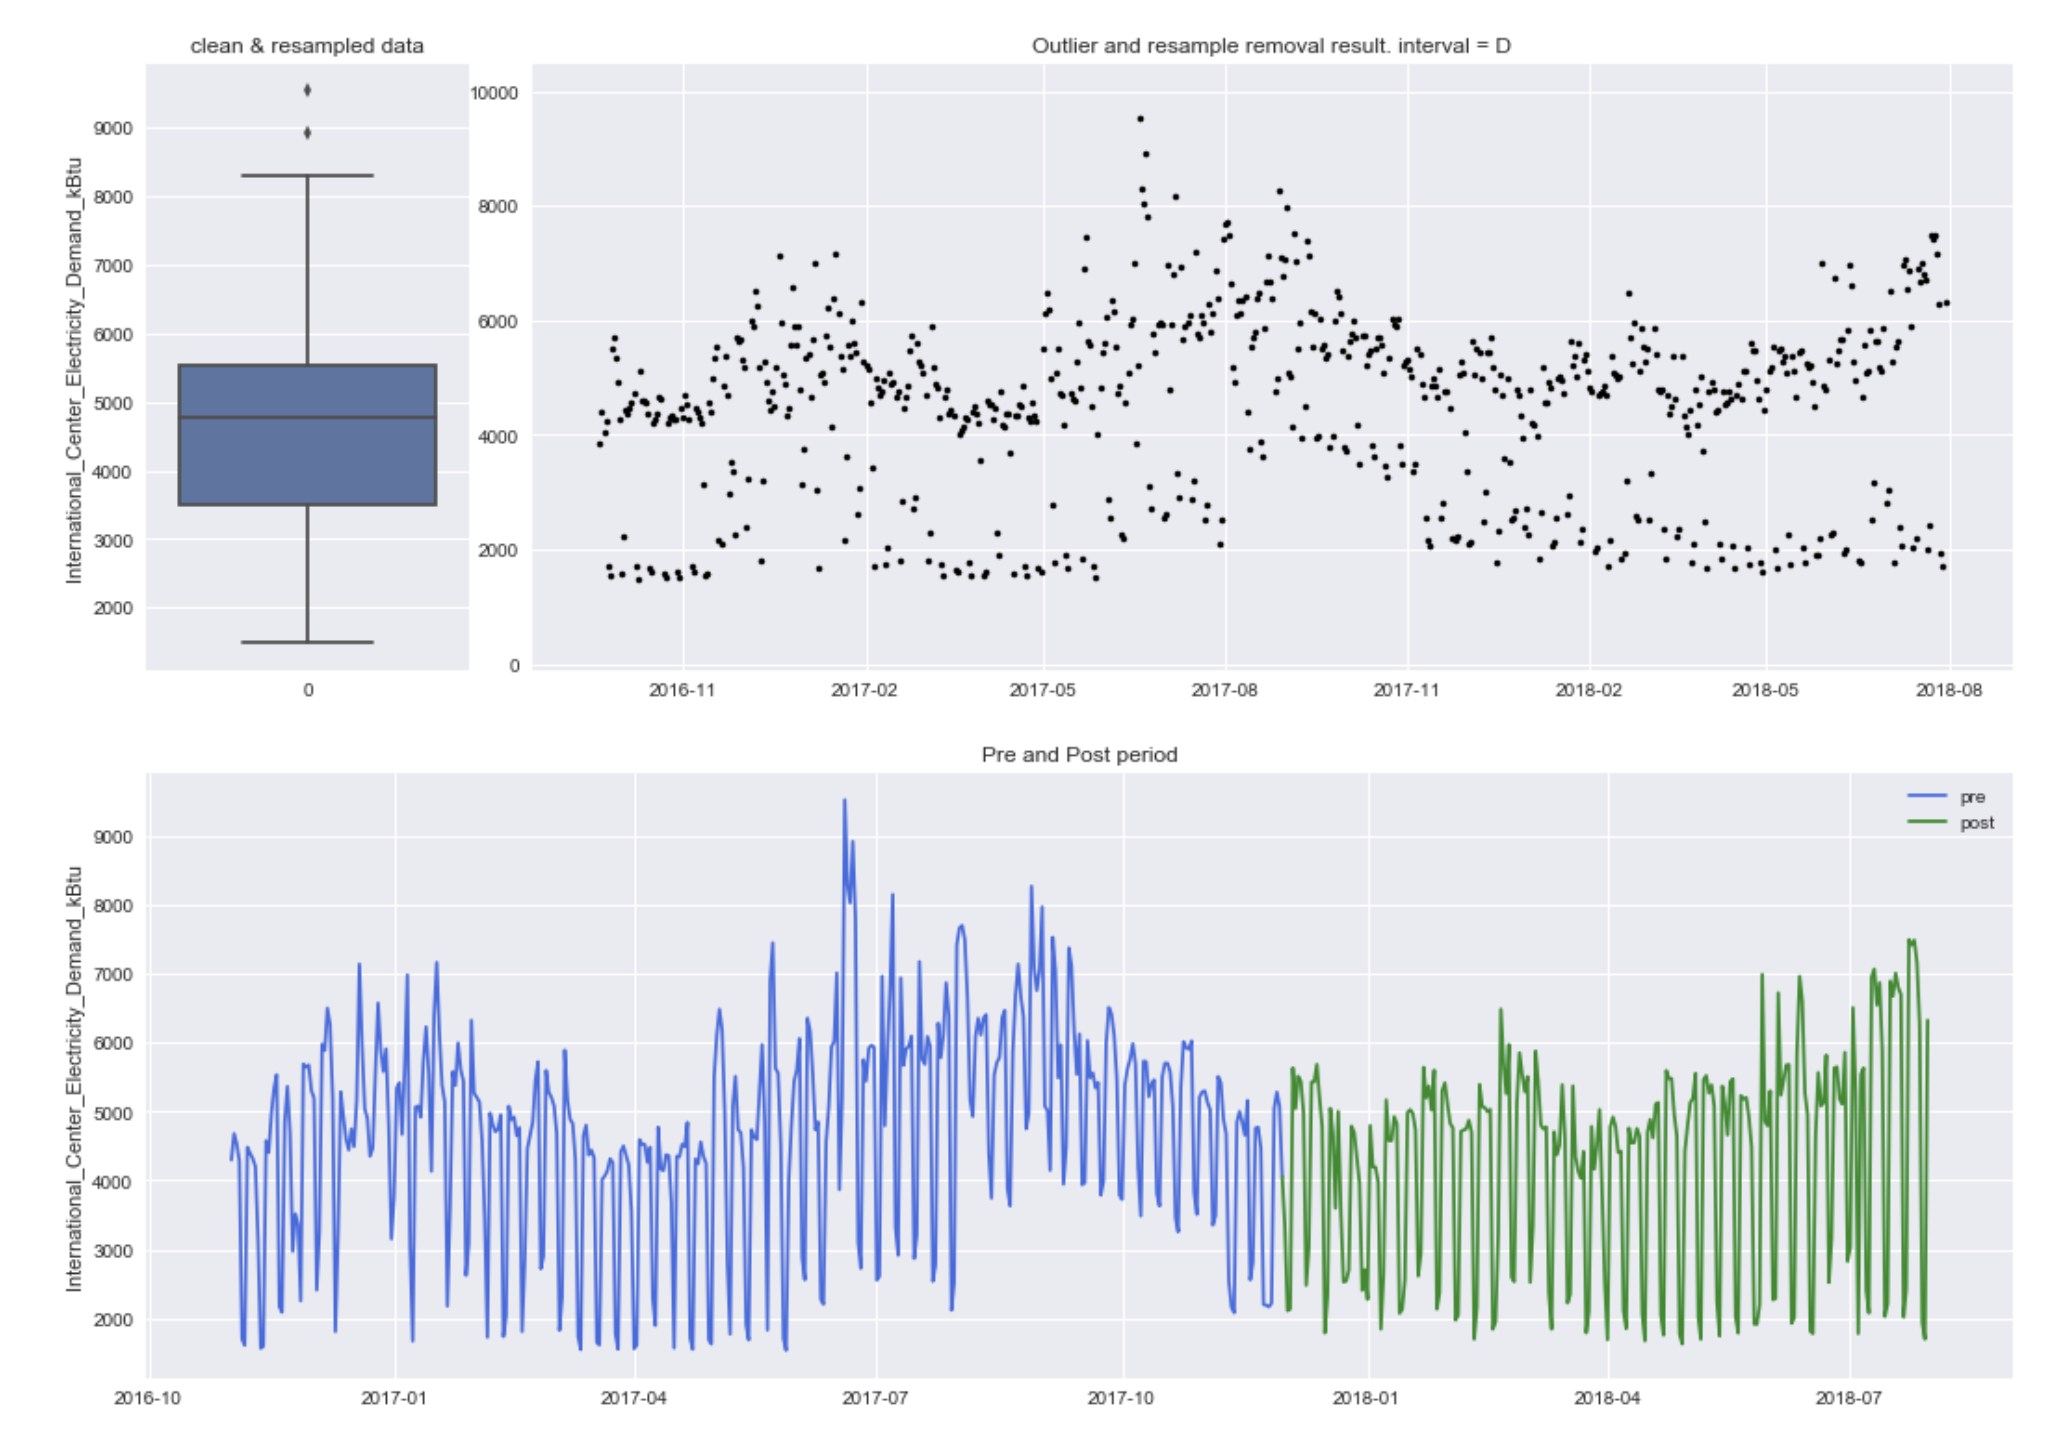 clean & resampled data
International_Center_Electricity_Demand_kBtu
9000
8000
7000
6000
5000
4000
3000
2000
0
Outlier and resample removal result. interval = D
10000
8000
6000
4000
2000
0
2016-11 2017-02 2017-05 2017-08 2017-11 2018-02 2018-05 2018-08
Pre and Post period
International_Center_Electricity_Demand_kBtu
9000
8000
7000
6000
5000
4000
3000
2000
pre
post
2016-10 2017-01 2017-04 2017-07 2017-10 2018-01 2018-04 2018-07